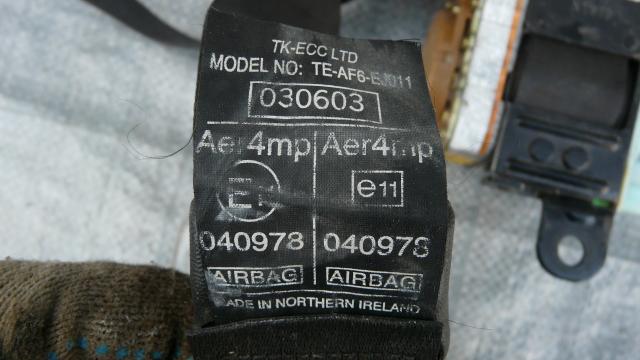 TK-ECC LTD
MODEL NO: TE-AF6-EJ011
030603
Aer4mp Aer4mp
E e11
040978 040978
AIRBAG AIRBAG
MADE IN NORTHERN IRELAND